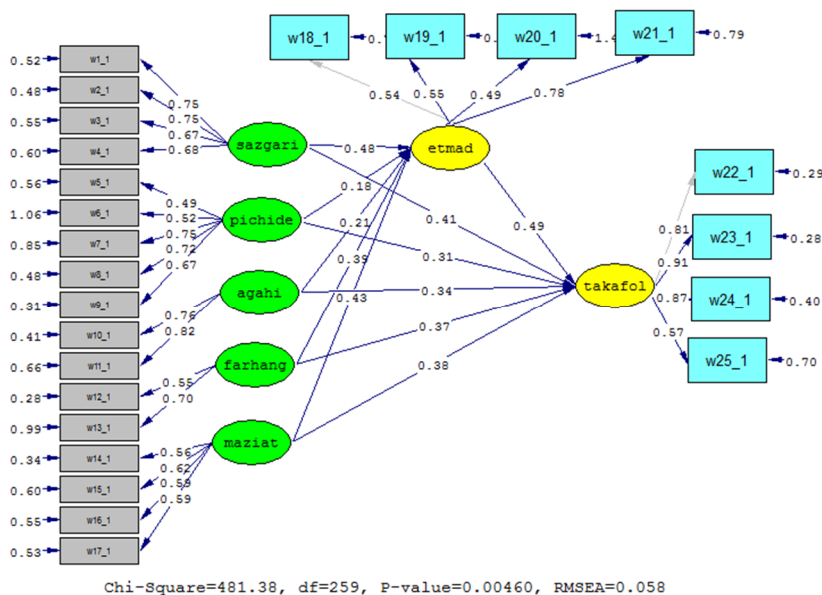 w18_1
w19_1
w20_1
w21_1
0.79
0.54
0.55
0.49
0.78
0.52
w1_1
0.48
w2_1
0.55
w3_1
0.60
w4_1
0.56
w5_1
1.06
w6_1
0.85
w7_1
0.48
w8_1
0.31
w9_1
0.41
w10_1
0.66
w11_1
0.28
w12_1
0.99
w13_1
0.34
w14_1
0.60
w15_1
0.55
w16_1
0.53
w17_1
0.75
0.75
0.67
0.68
0.49
0.52
0.75
0.72
0.67
0.76
0.82
0.55
0.70
0.56
0.62
0.59
0.59
sazgari
pichide
agahi
farhang
maziat
0.48
0.18
0.21
0.39
0.43
0.41
0.31
0.34
0.37
0.38
etmad
0.49
takafol
0.81
0.91
0.87
0.57
w22_1
0.29
w23_1
0.28
w24_1
0.40
w25_1
0.70
Chi-Square=481.38, df=259, P-value=0.00460, RMSEA=0.058